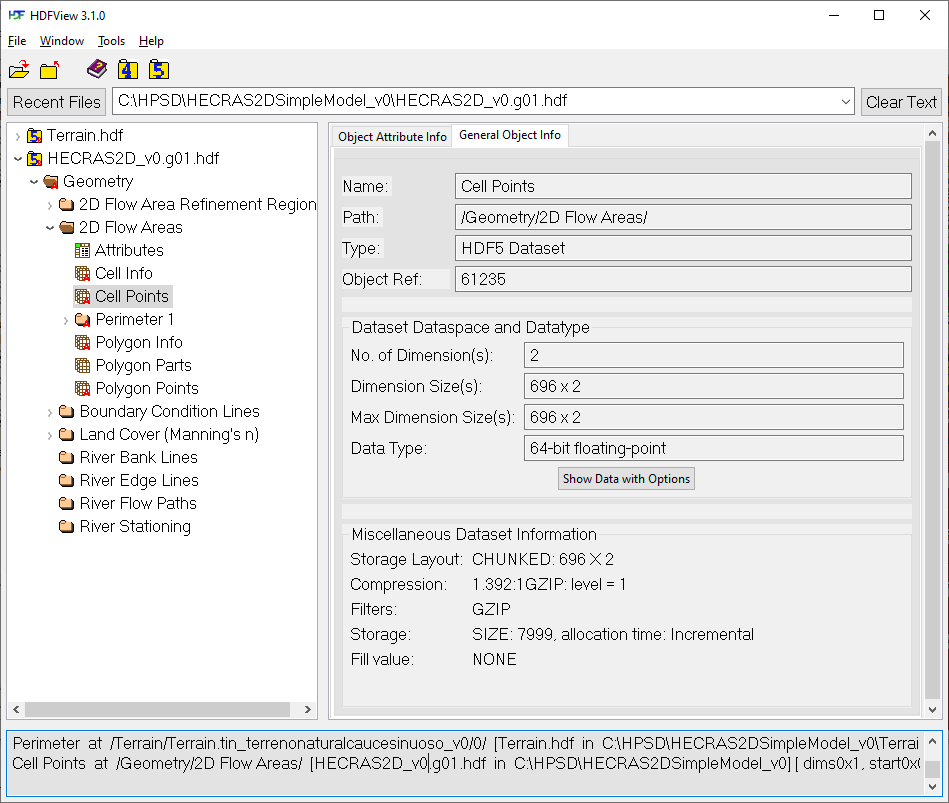 HDFView 3.1.0
File Window Tools Help
Recent Files C:\HPSD\HECRAS2DSimpleModel_v0\HECRAS2D_v0.g01.hdf Clear Text
Terrain.hdf
HECRAS2D_v0.g01.hdf
Geometry
2D Flow Area Refinement Region
2D Flow Areas
Attributes
Cell Info
Cell Points
Perimeter 1
Polygon Info
Polygon Parts
Polygon Points
Boundary Condition Lines
Land Cover (Manning's n)
River Bank Lines
River Edge Lines
River Flow Paths
River Stationing
Object Attribute Info General Object Info
Name: Cell Points
Path: /Geometry/2D Flow Areas/
Type: HDF5 Dataset
Object Ref: 61235
Dataset Dataspace and Datatype
No. of Dimension(s): 2
Dimension Size(s): 696 x 2
Max Dimension Size(s): 696 x 2
Data Type: 64-bit floating-point
Show Data with Options
Miscellaneous Dataset Information
Storage Layout: CHUNKED: 696 X 2
Compression: 1.392:1GZIP: level = 1
Filters: GZIP
Storage: SIZE: 7999, allocation time: Incremental
Fill value: NONE
Perimeter at /Terrain/Terrain.tin_terrenonaturalcaucesinuoso_v0/0/ [Terrain.hdf in C:\HPSD\HECRAS2DSimpleModel_v0\Terrai
Cell Points at /Geometry/2D Flow Areas/ [HECRAS2D_v0.g01.hdf in C:\HPSD\HECRAS2DSimpleModel_v0] [ dims0x1, start0x0